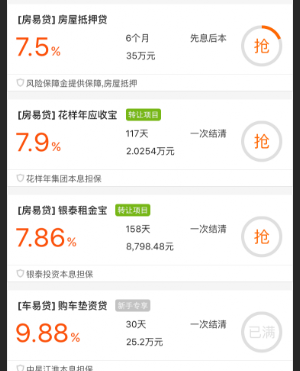 [房易贷] 房屋抵押贷
7.5% 6个月 先息后本 抢
35万元
风险保障金提供保障,房屋抵押
[房易贷] 花样年应收宝 转让项目
7.9% 117天 一次结清 抢
2.0254万元
花样年集团本息担保
[房易贷] 银泰租金宝 转让项目
7.86% 158天 一次结清 抢
8,798.48元
银泰投资本息担保
[车易贷] 购车垫资贷 新手专享
9.88% 30天 一次结清 已满
25.2万元
中昊江淮本息担保